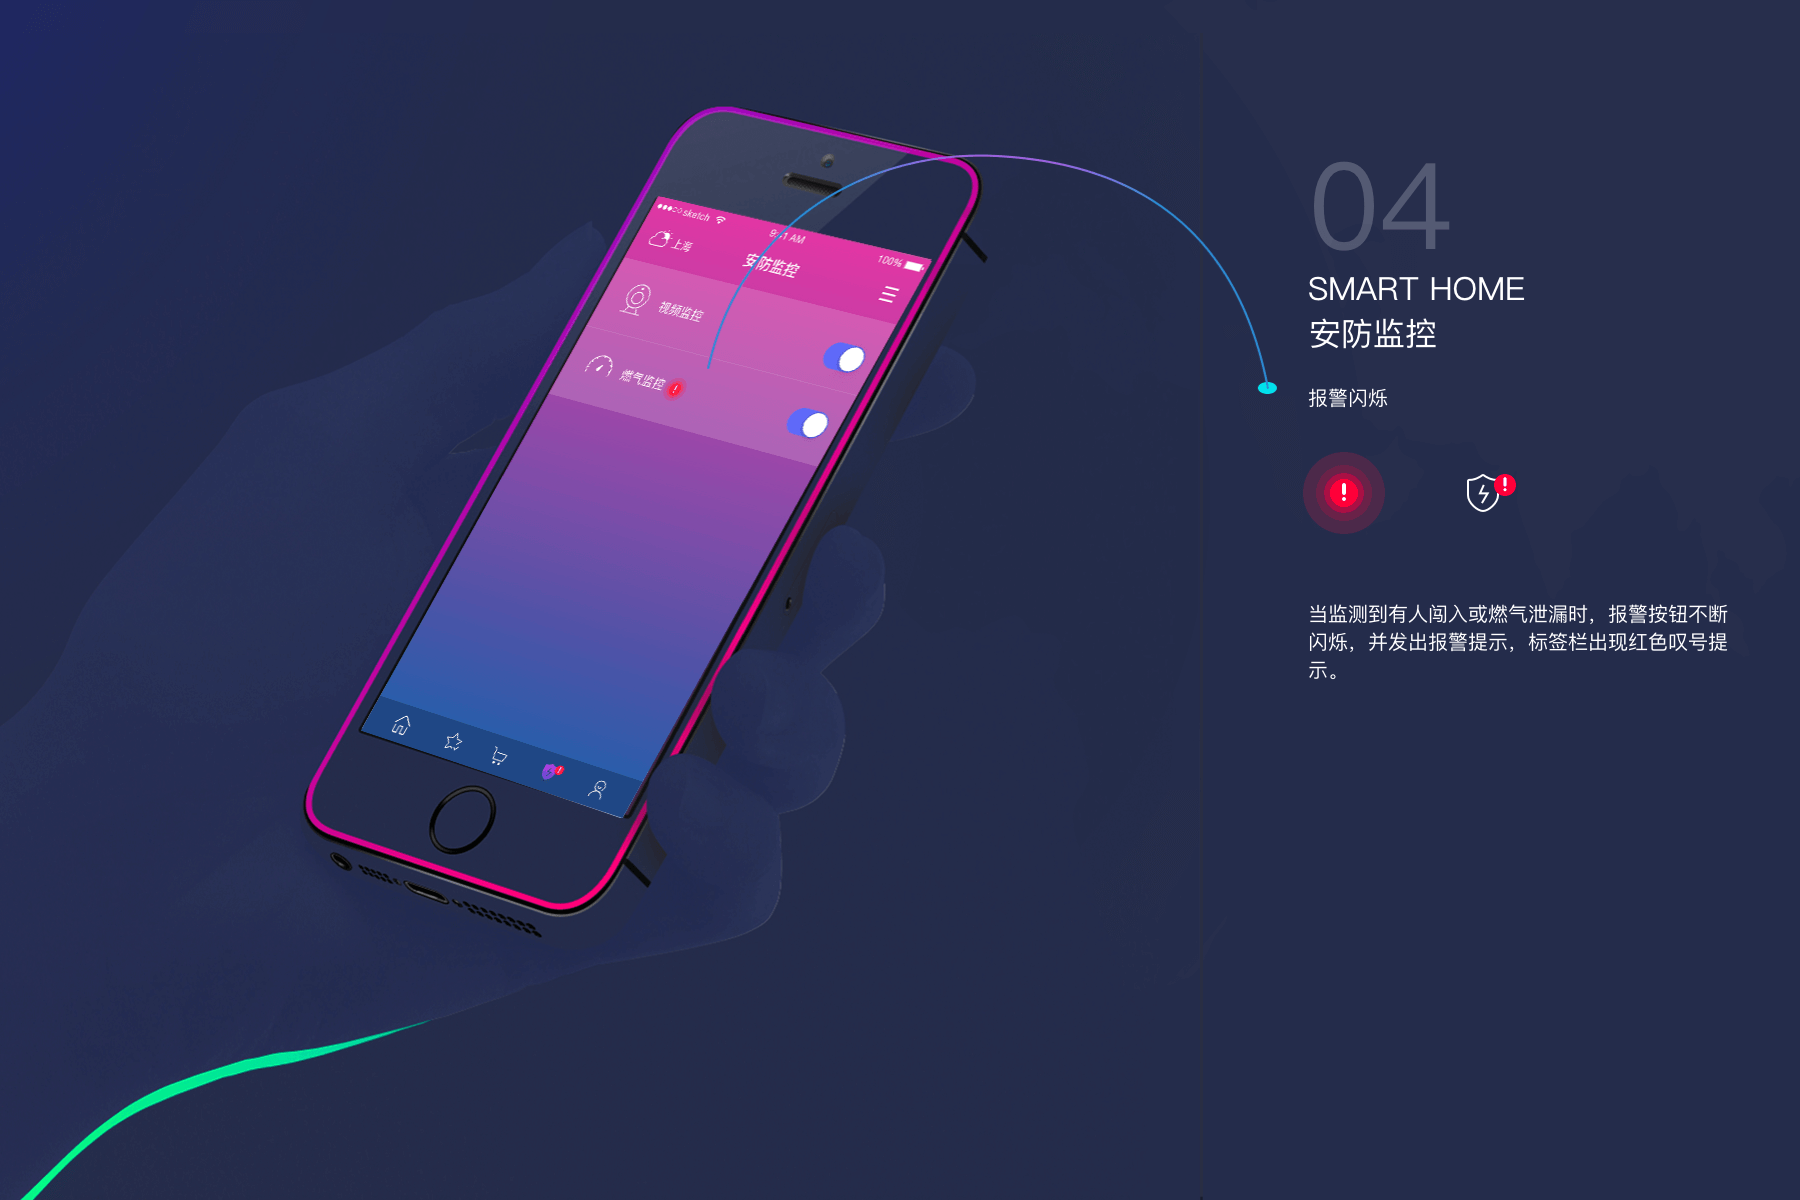 sketch
9:41 AM
100%
上海
安防监控
视频监控
燃气监控
04
SMART HOME
安防监控
报警闪烁
当监测到有人闯入或燃气泄漏时，报警按钮不断
闪烁，并发出报警提示，标签栏出现红色叹号提
示。